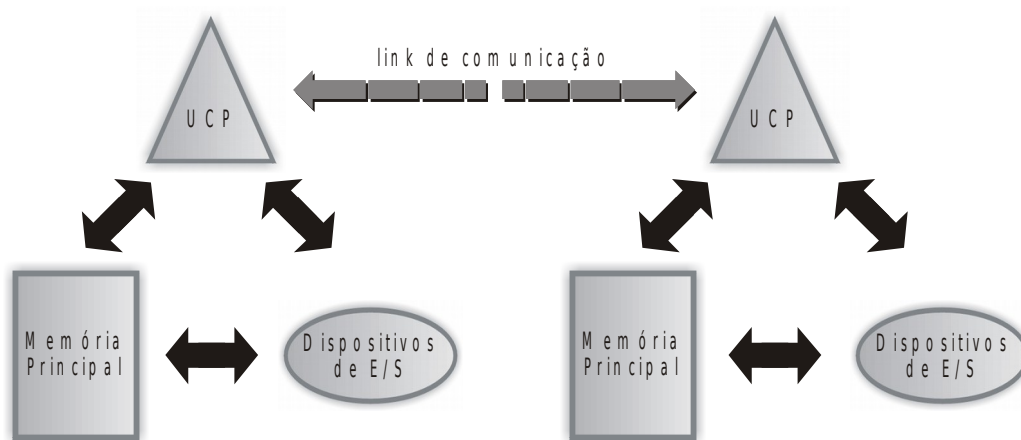 link de comunicação
UCP
UCP
Memória
Principal
Dispositivos
de E/S
Memória
Principal
Dispositivos
de E/S